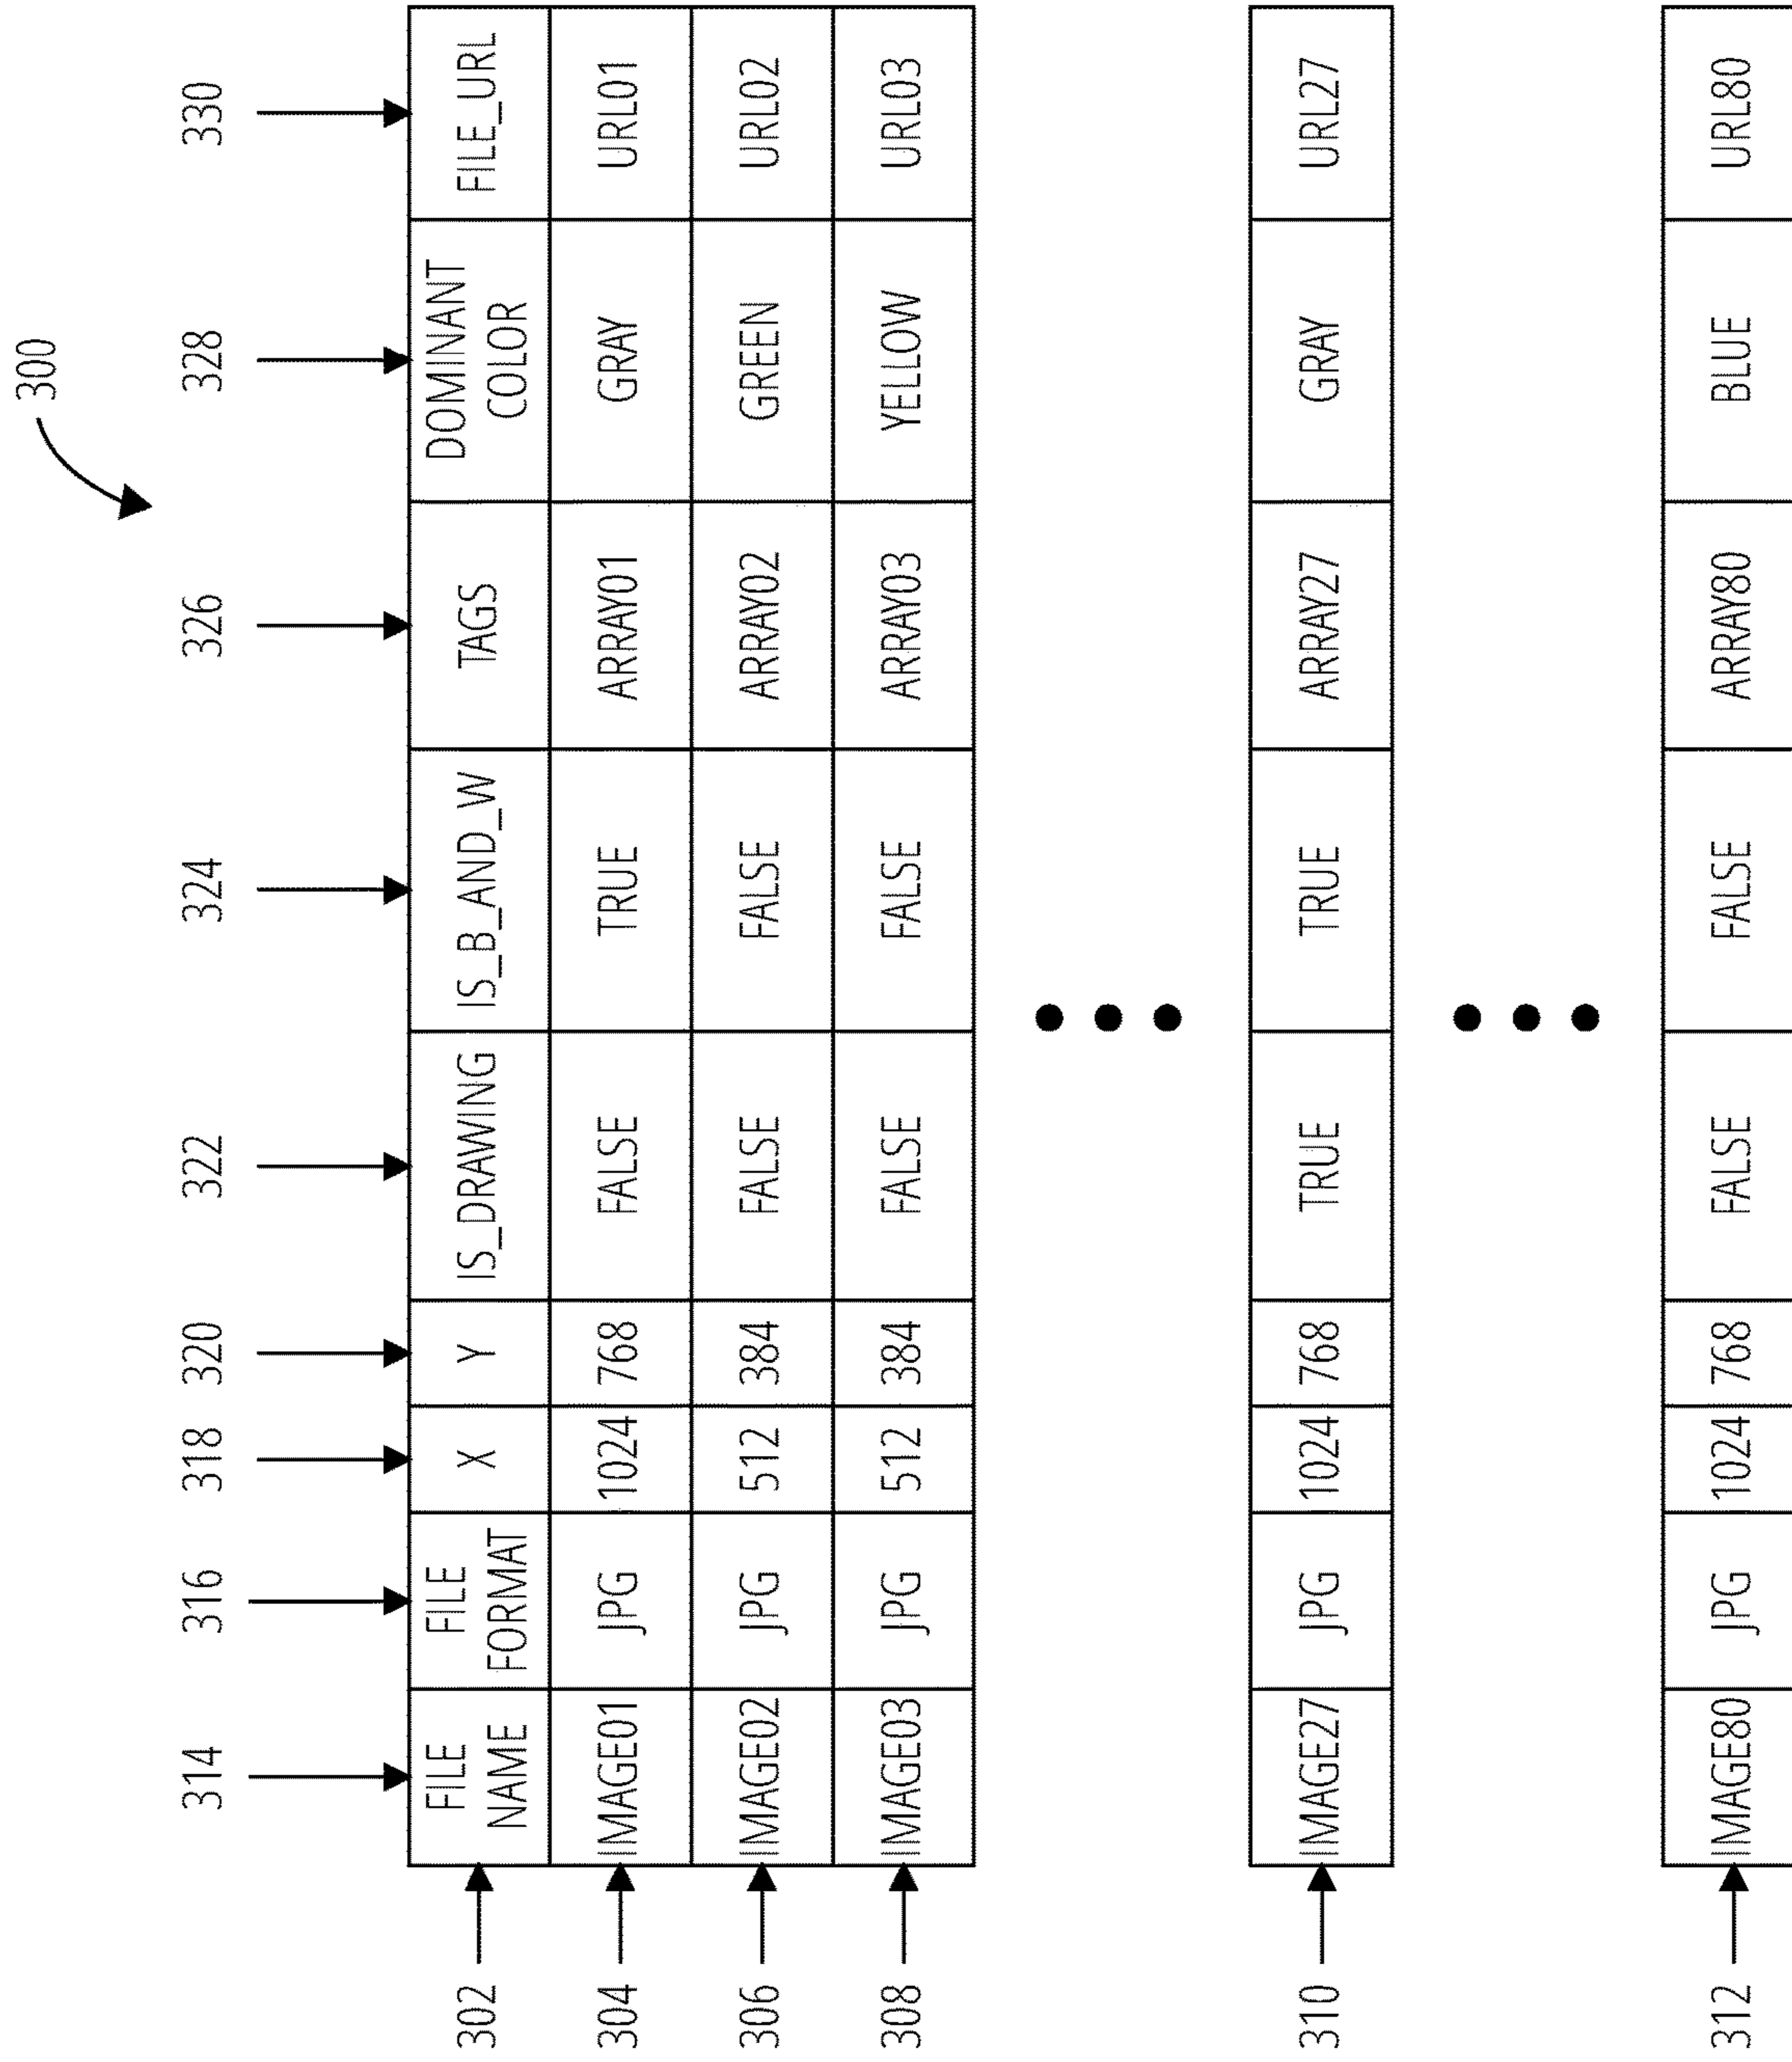 300
314 316 318 320 322 324 326 328 330
302 FILE NAME FILE FORMAT X Y IS_DRAWING IS_B_AND_W TAGS DOMINANT COLOR FILE_URL
304 IMAGE01 JPG 1024 768 FALSE TRUE ARRAY01 GRAY URL01
306 IMAGE02 JPG 512 384 FALSE FALSE ARRAY02 GREEN URL02
308 IMAGE03 JPG 512 384 FALSE FALSE ARRAY03 YELLOW URL03
310 IMAGE27 JPG 1024 768 TRUE TRUE ARRAY27 GRAY URL27
312 IMAGE80 JPG 1024 768 FALSE FALSE ARRAY80 BLUE URL80